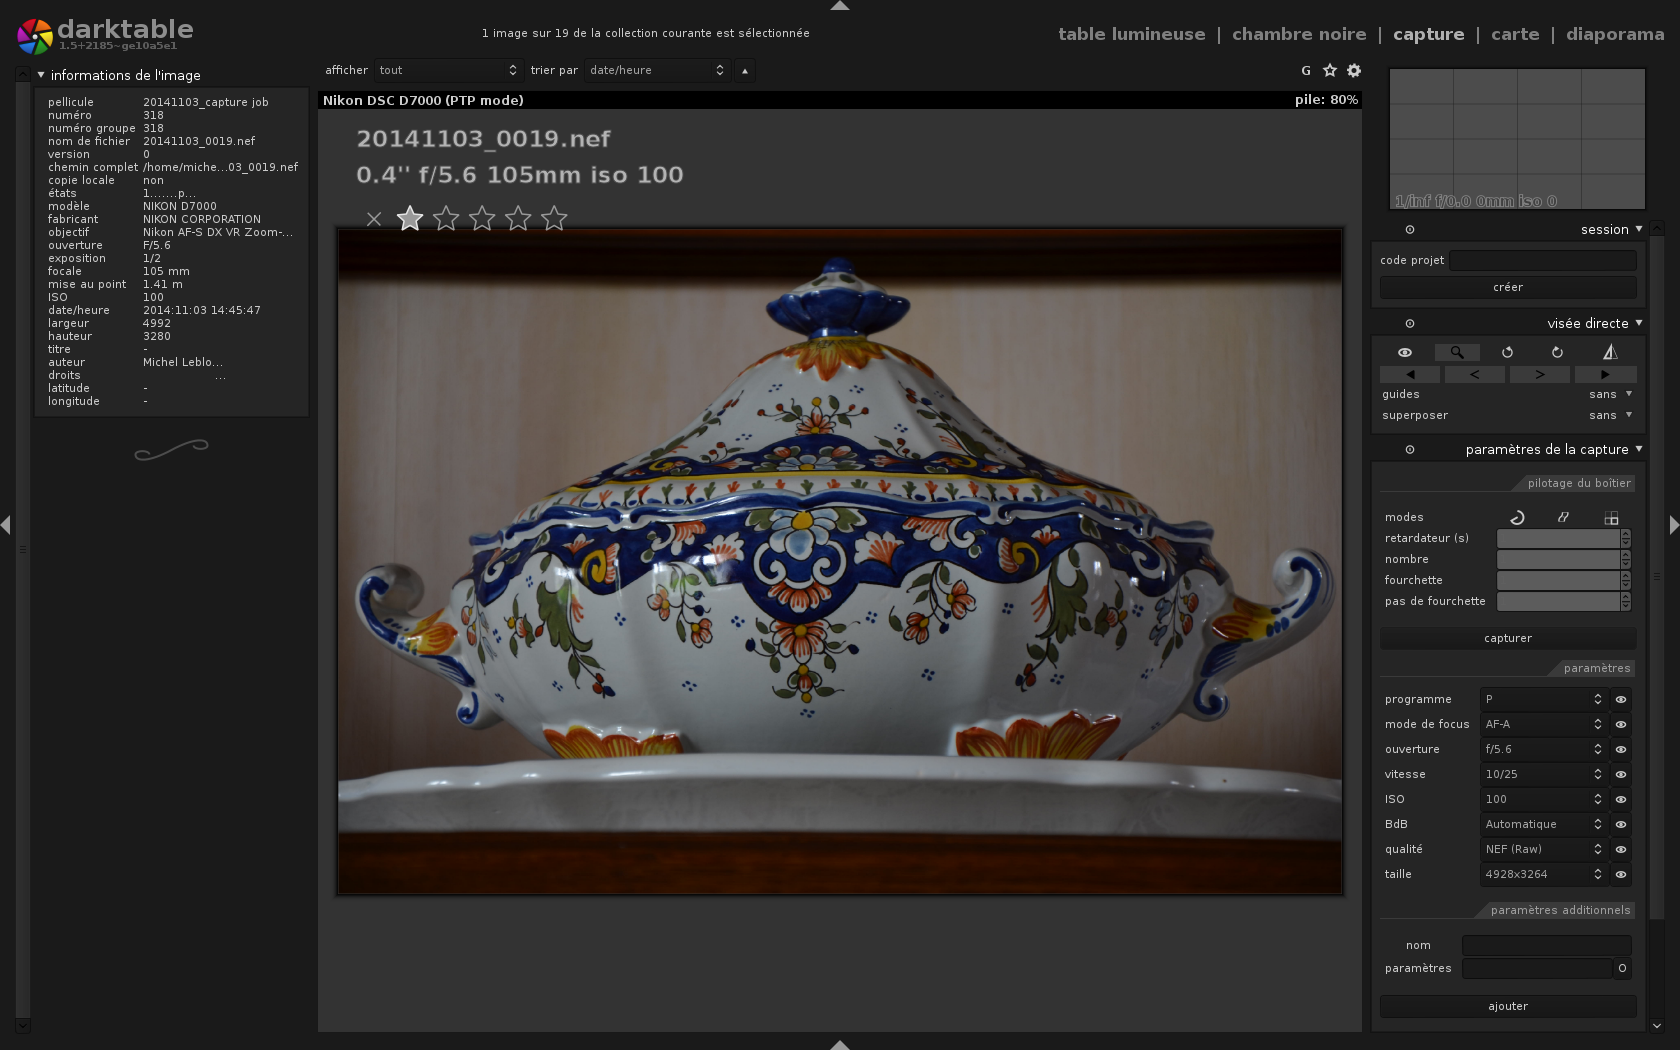 darktable
1.5+2185~ge10a5e1
1 image sur 19 de la collection courante est sélectionnée
table lumineuse | chambre noire | capture | carte | diaporama
informations de l'image
pellicule 20141103_capture job
numéro 318
numéro groupe 318
nom de fichier 20141103_0019.nef
version 0
chemin complet /home/miche...03_0019.nef
copie locale non
états 1.......p...
modèle NIKON D7000
fabricant NIKON CORPORATION
objectif Nikon AF-S DX VR Zoom-...
ouverture F/5.6
exposition 1/2
focale 105 mm
mise au point 1.41 m
ISO 100
date/heure 2014:11:03 14:45:47
largeur 4992
hauteur 3280
titre -
auteur Michel Leblo...
droits ...
latitude -
longitude -
afficher tout trier par date/heure
G
Nikon DSC D7000 (PTP mode) pile: 80%
20141103_0019.nef
0.4'' f/5.6 105mm iso 100
1/inf f/0.0 0mm iso 0
session
code projet
créer
visée directe
< >
guides sans
superposer sans
paramètres de la capture
pilotage du boîtier
modes
retardateur (s)
nombre
fourchette
pas de fourchette
capturer
paramètres
programme P
mode de focus AF-A
ouverture f/5.6
vitesse 10/25
ISO 100
BdB Automatique
qualité NEF (Raw)
taille 4928x3264
paramètres additionnels
nom
paramètres O
ajouter